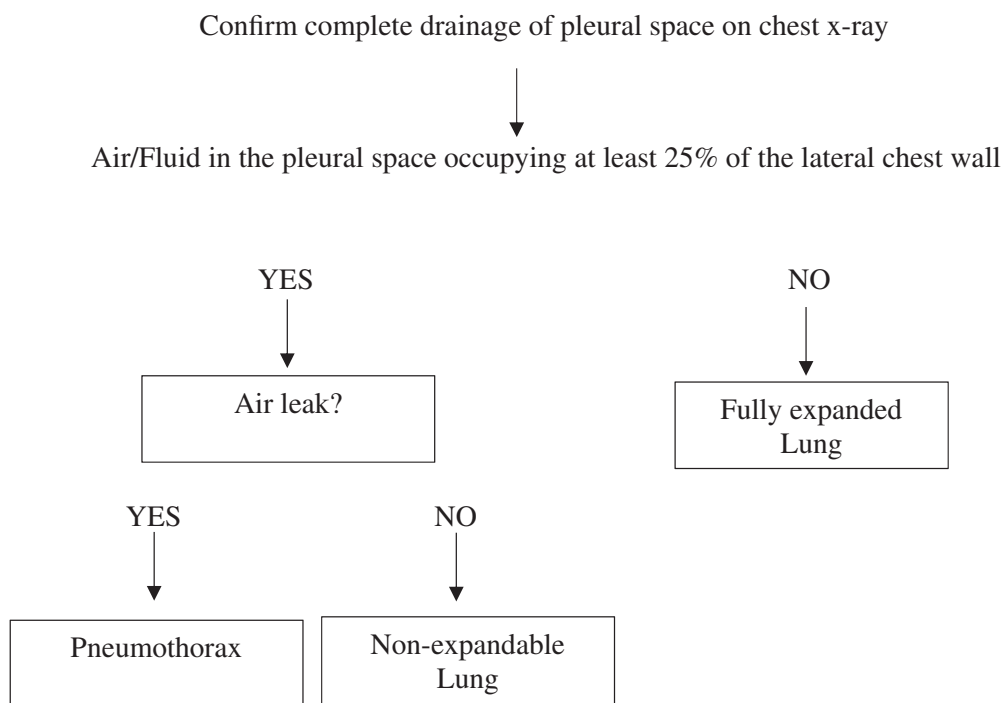 Confirm complete drainage of pleural space on chest x-ray
Air/Fluid in the pleural space occupying at least 25% of the lateral chest wall
YES
NO
Air leak?
Fully expanded
Lung
YES
NO
Pneumothorax
Non-expandable
Lung